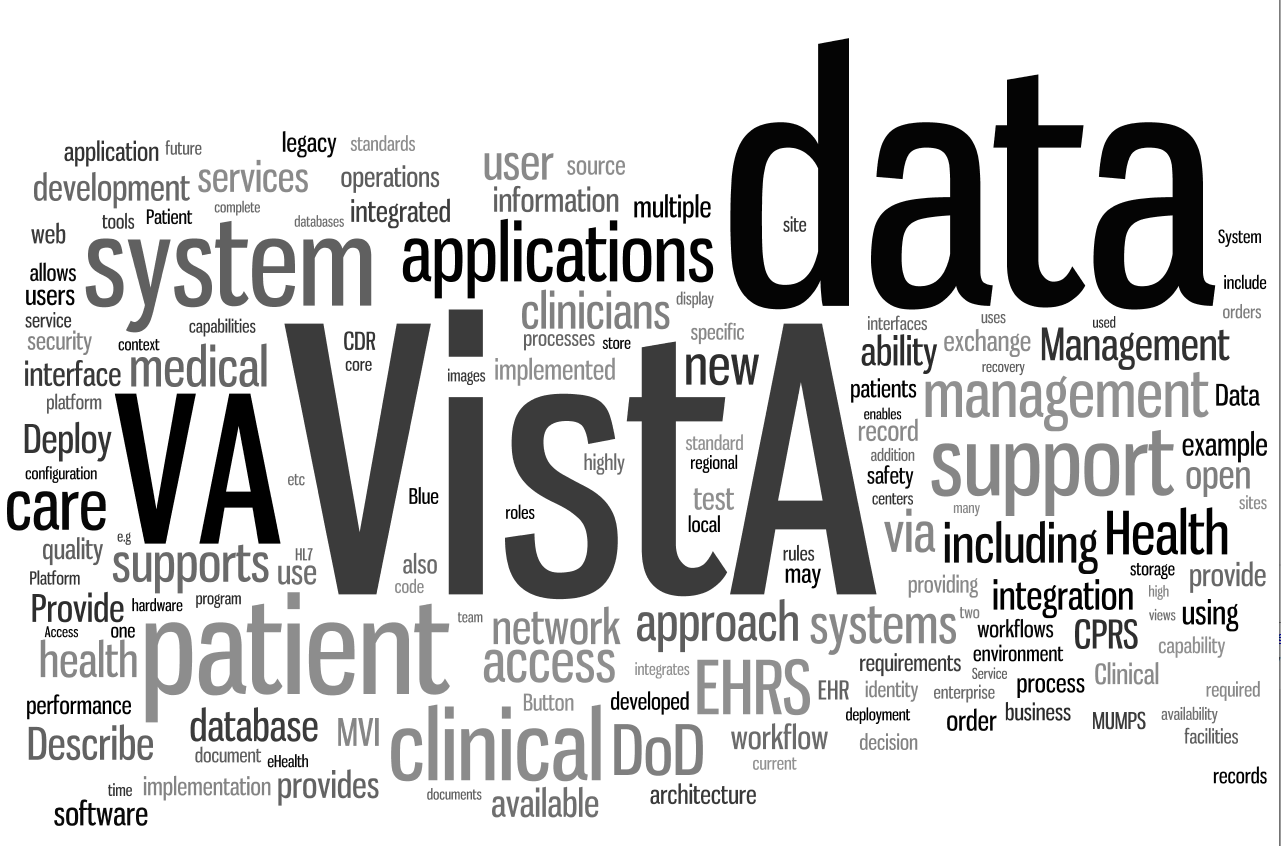 data
legacy standards
application future
user source
services operations
development
information multiple
complete integrated
tools Patient databases
site
web
System
system applications
allows
include
users
clinicians display
orders
service
uses
capabilities
interfaces used
security
CDR
processes store specific
exchange Management
context
ability
core
recovery
interface medical
images implemented new
patients
management Data
platform
enables
VistA
VA
record
Deploy
standard
example
addition
support
highly regional
configuration
safety
open
etc
Blue
test
centers
care
roles
local
many
sites
e.g
via
Health
quality
including
HL7
rules
supports
also
storage
Platform
use
may
provide
code
providing
high
integration
hardware program
Provide
team
two
views using
patient
network approach systems
Access one
workflows CPRS
health
access
environment
capability
integrates
requirements
Service
Clinical
EHRS EHR identity
enterprise process
required
performance
Button developed
deployment
business
availability
order
MUMPS
database MVI
clinical DoD workflow
facilities
Describe
decision
document eHealth
current
records
time implementation provides
documents
architecture
available
software